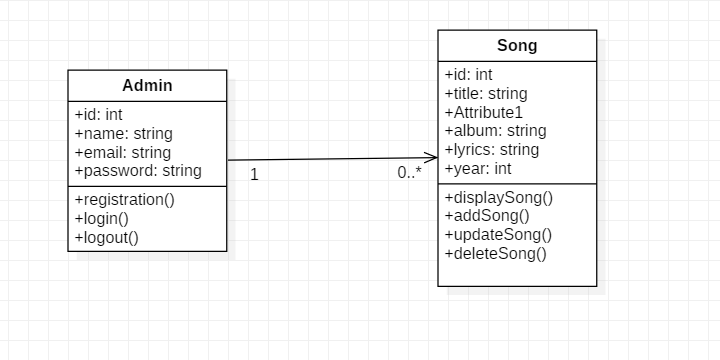 Admin
+id: int
+name: string
+email: string
+password: string
+registration()
+login()
+logout()
1
0..*
Song
+id: int
+title: string
+Attribute1
+album: string
+lyrics: string
+year: int
+displaySong()
+addSong()
+updateSong()
+deleteSong()